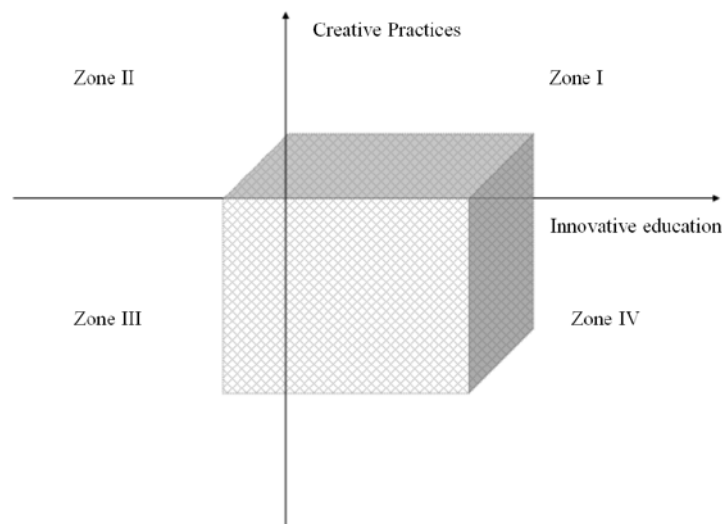 Creative Practices
Zone II
Zone I
Innovative education
Zone III
Zone IV